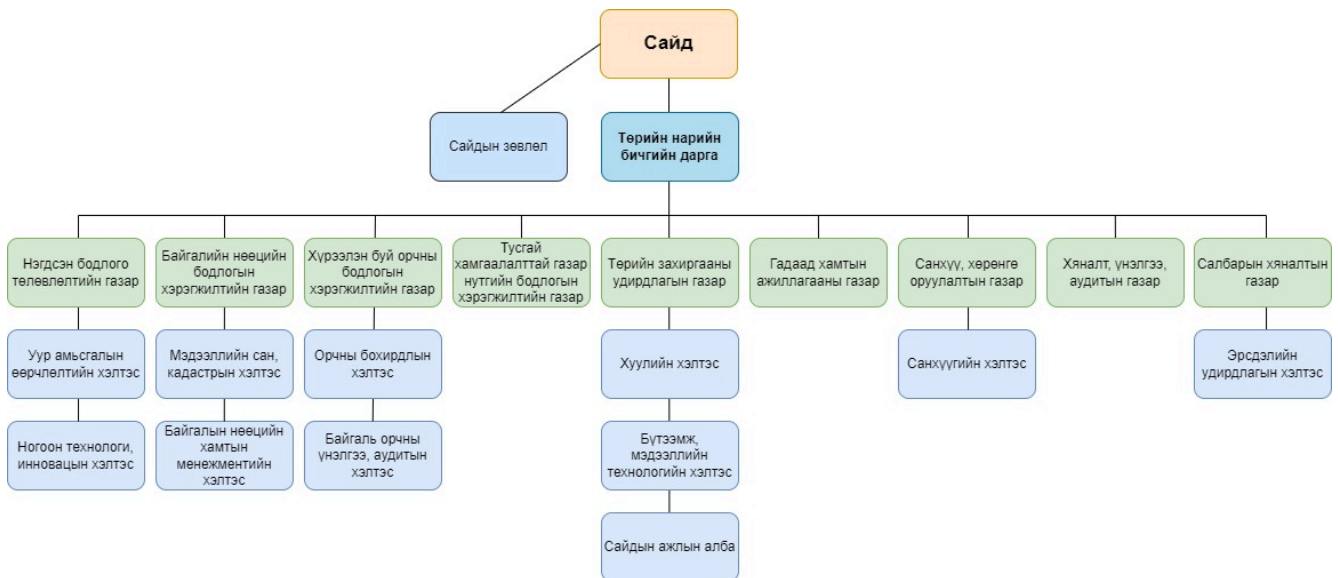 Сайд
Сайдын зөвлөл
Төрийн нарийн
бичгийн дарга
Нэгдсэн бодлого
төлөвлөлтийн газар
Байгалийн нөөцийн
бодлогын
хэрэгжилтийн газар
Хүрээлэн буй орчны
бодлогын
хэрэгжилтийн газар
Тусгай
хамгаалалттай газар
нутгийн бодлогын
хэрэгжилтийн газар
Төрийн захиргааны
удирдлагын газар
Гадаад хамтын
ажиллагааны газар
Санхүү, хөрөнгө
оруулалтын газар
Хяналт, үнэлгээ,
аудитын газар
Салбарын хяналтын
газар
Уур амьсгалын
өөрчлөлтийн хэлтэс
Мэдээллийн сан,
кадастрын хэлтэс
Орчны бохирдлын
хэлтэс
Хуулийн хэлтэс
Санхүүгийн хэлтэс
Эрсдэлийн
удирдлагын хэлтэс
Ногоон технологи,
инновацын хэлтэс
Байгалын нөөцийн
хамтын
менежментийн
хэлтэс
Байгаль орчны
үнэлгээ, аудитын
хэлтэс
Бүтээмж,
мэдээллийн
технологийн хэлтэс
Сайдын ажлын алба